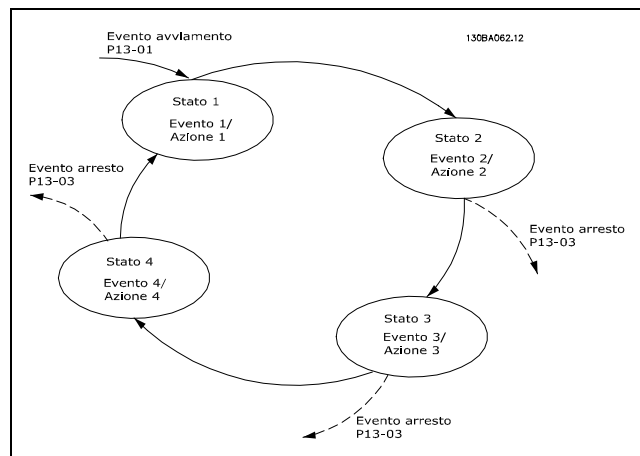 Evento avviamento
P13-01
130BA062.12
Stato 1
Evento 1/
Azione 1
Stato 2
Evento 2/
Azione 2
Evento arresto
P13-03
Evento arresto
P13-03
Stato 4
Evento 4/
Azione 4
Stato 3
Evento 3/
Azione 3
Evento arresto
P13-03